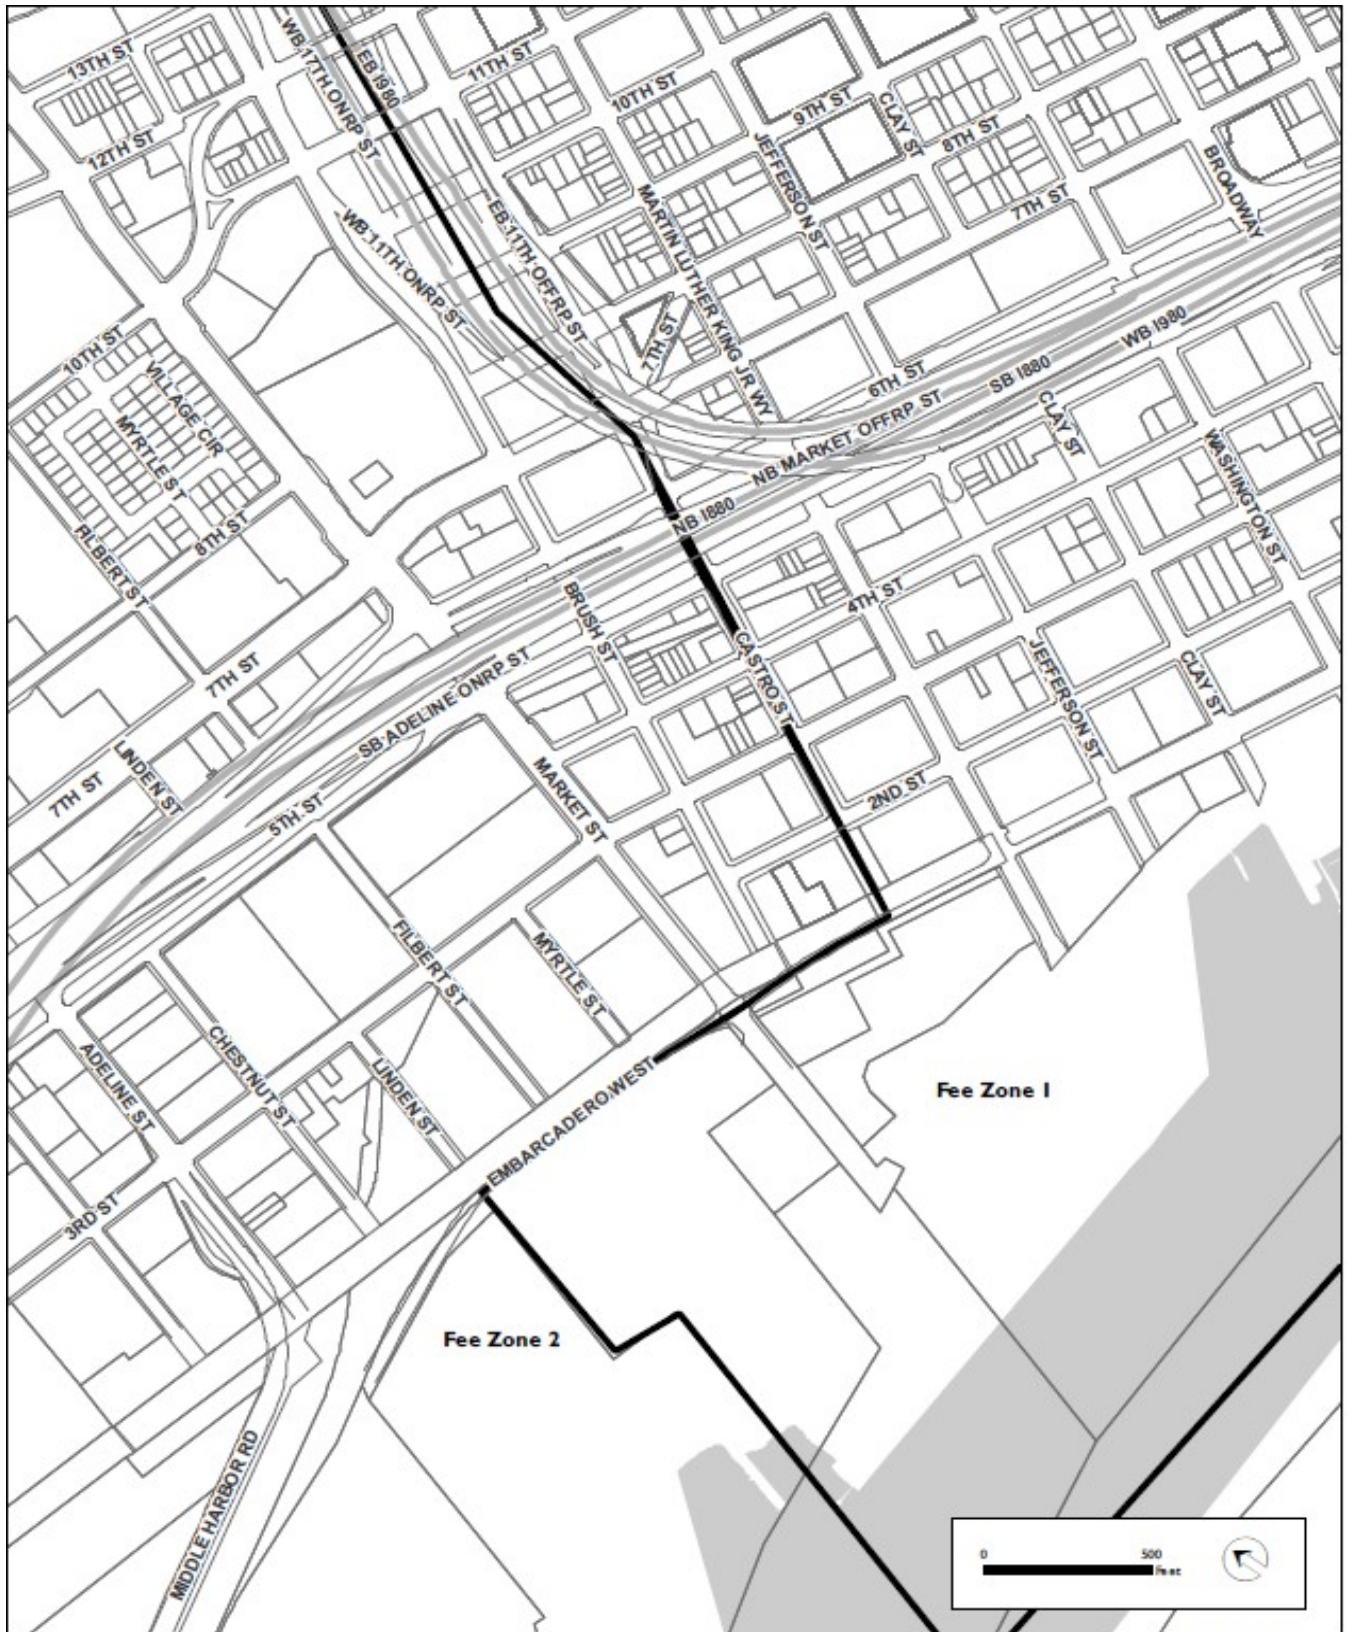 WB 17TH ONRP ST
EB I980
13TH ST
11TH ST
10TH ST
9TH ST
CLAY ST
8TH ST
12TH ST
JEFFERSON ST
BROADWAY
MARTIN LUTHER KING JR WY
7TH ST
WB 11TH ONRP ST
EB 11TH OFFRP ST
10TH ST
VILLAGE CIR
7TH ST
WB I980
6TH ST
SB I880
MYRTLE ST
NB MARKET OFFRP ST
CLAY ST
WASHINGTON ST
FILBERT ST
8TH ST
NB I880
BRUSH ST
4TH ST
CASTRO ST
7TH ST
SB ADELINE ONRP ST
JEFFERSON ST
CLAY ST
LINDEN ST
7TH ST
MARKET ST
2ND ST
5TH ST
FILBERT ST
MYRTLE ST
ADELINE ST
CHESTNUT ST
LINDEN ST
EMBARCADERO WEST
Fee Zone 1
3RD ST
Fee Zone 2
MIDDLE HARBOR RD
0 500
Feet